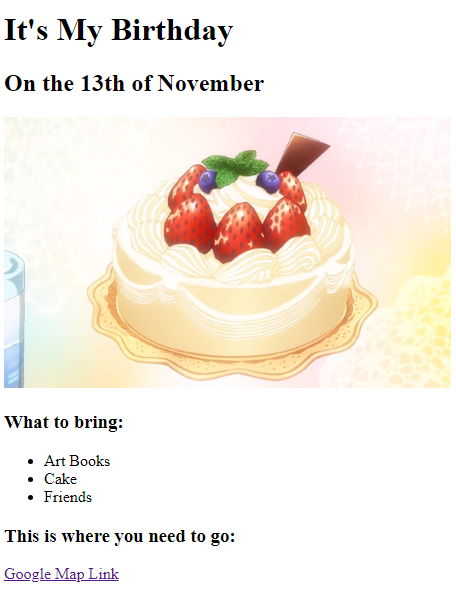 It's My Birthday
On the 13th of November
What to bring:
Art Books
Cake
Friends
This is where you need to go:
Google Map Link